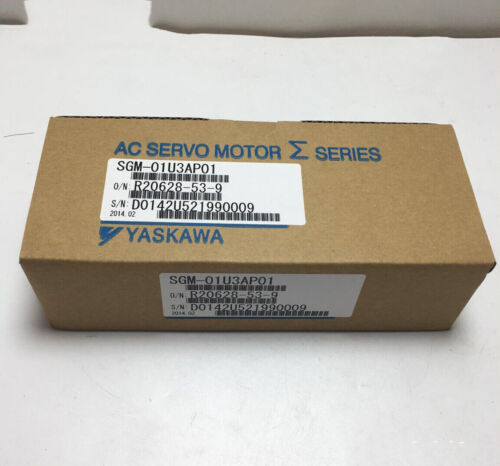 AC SERVO MOTOR Σ SERIES
SGM-01U3AP01
O/N R20628-53-9
S/N D0142U521990009
2014.02
YASKAWA
SGM-01U3AP01
O/N R20628-53-9
S/N D0142U521990009
2014.02